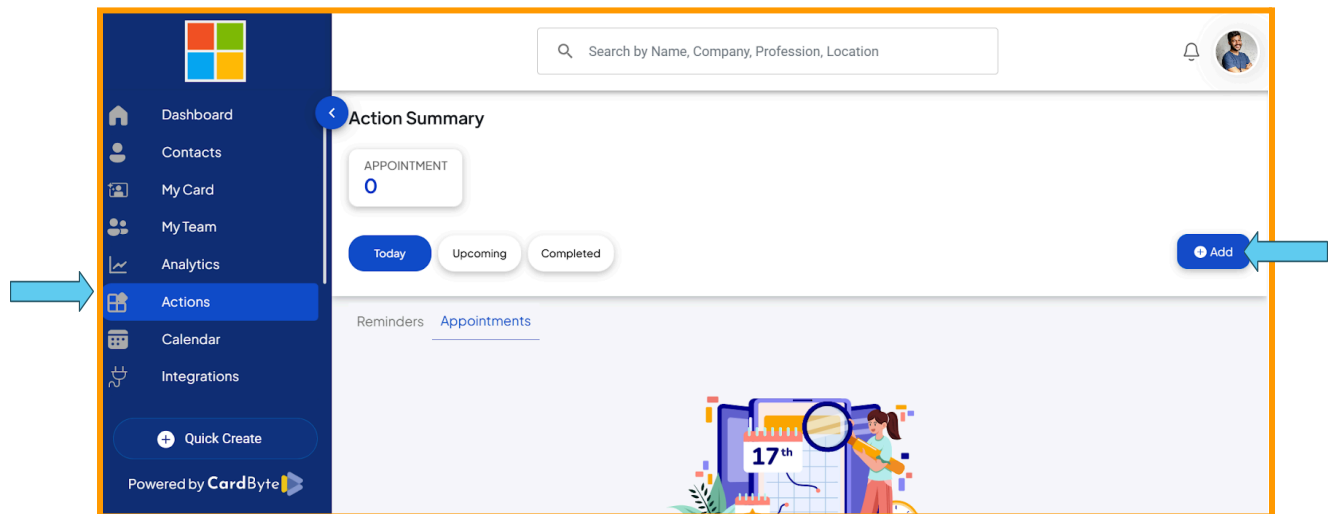 Search by Name, Company, Profession, Location
Dashboard
Contacts
My Card
My Team
Analytics
Actions
Calendar
Integrations
Quick Create
Powered by CardByte
Action Summary
APPOINTMENT
0
Today Upcoming Completed
Add
Reminders Appointments
17th